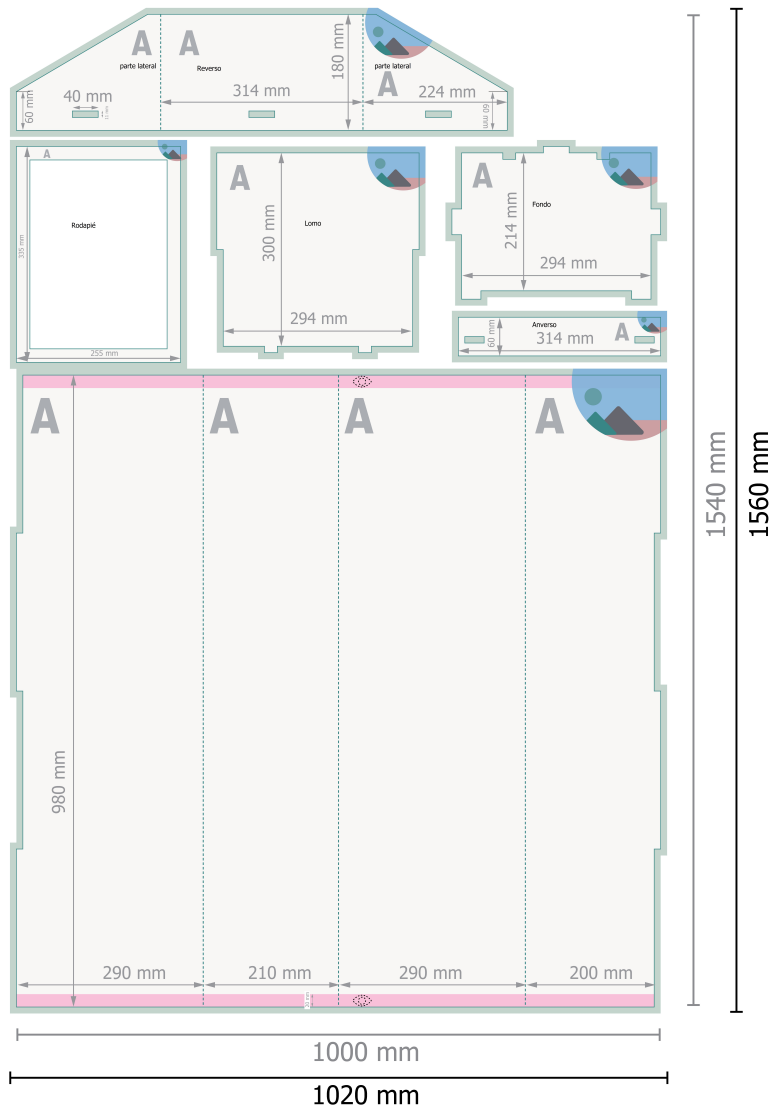 A
A
parte lateral
Reverso
180 mm
parte lateral
A
60 mm
40 mm
314 mm
224 mm
60 mm
A
Rodapié
335 mm
255 mm
A
Lomo
300 mm
294 mm
A
Fondo
214 mm
294 mm
Anverso
60 mm
314 mm
A
A
A
A
A
980 mm
290 mm
210 mm
290 mm
200 mm
1540 mm
1560 mm
1000 mm
1020 mm